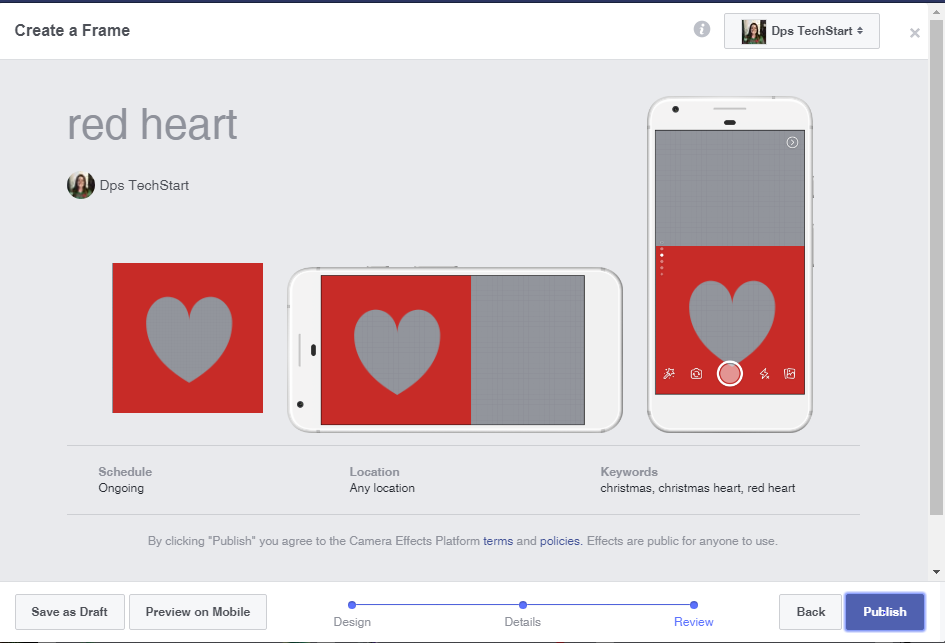 Create a Frame
Dps TechStart
red heart
Dps TechStart
Schedule
Ongoing
Location
Any location
Keywords
christmas, christmas heart, red heart
By clicking "Publish" you agree to the Camera Effects Platform terms and policies. Effects are public for anyone to use.
Save as Draft
Preview on Mobile
Design
Details
Review
Back
Publish